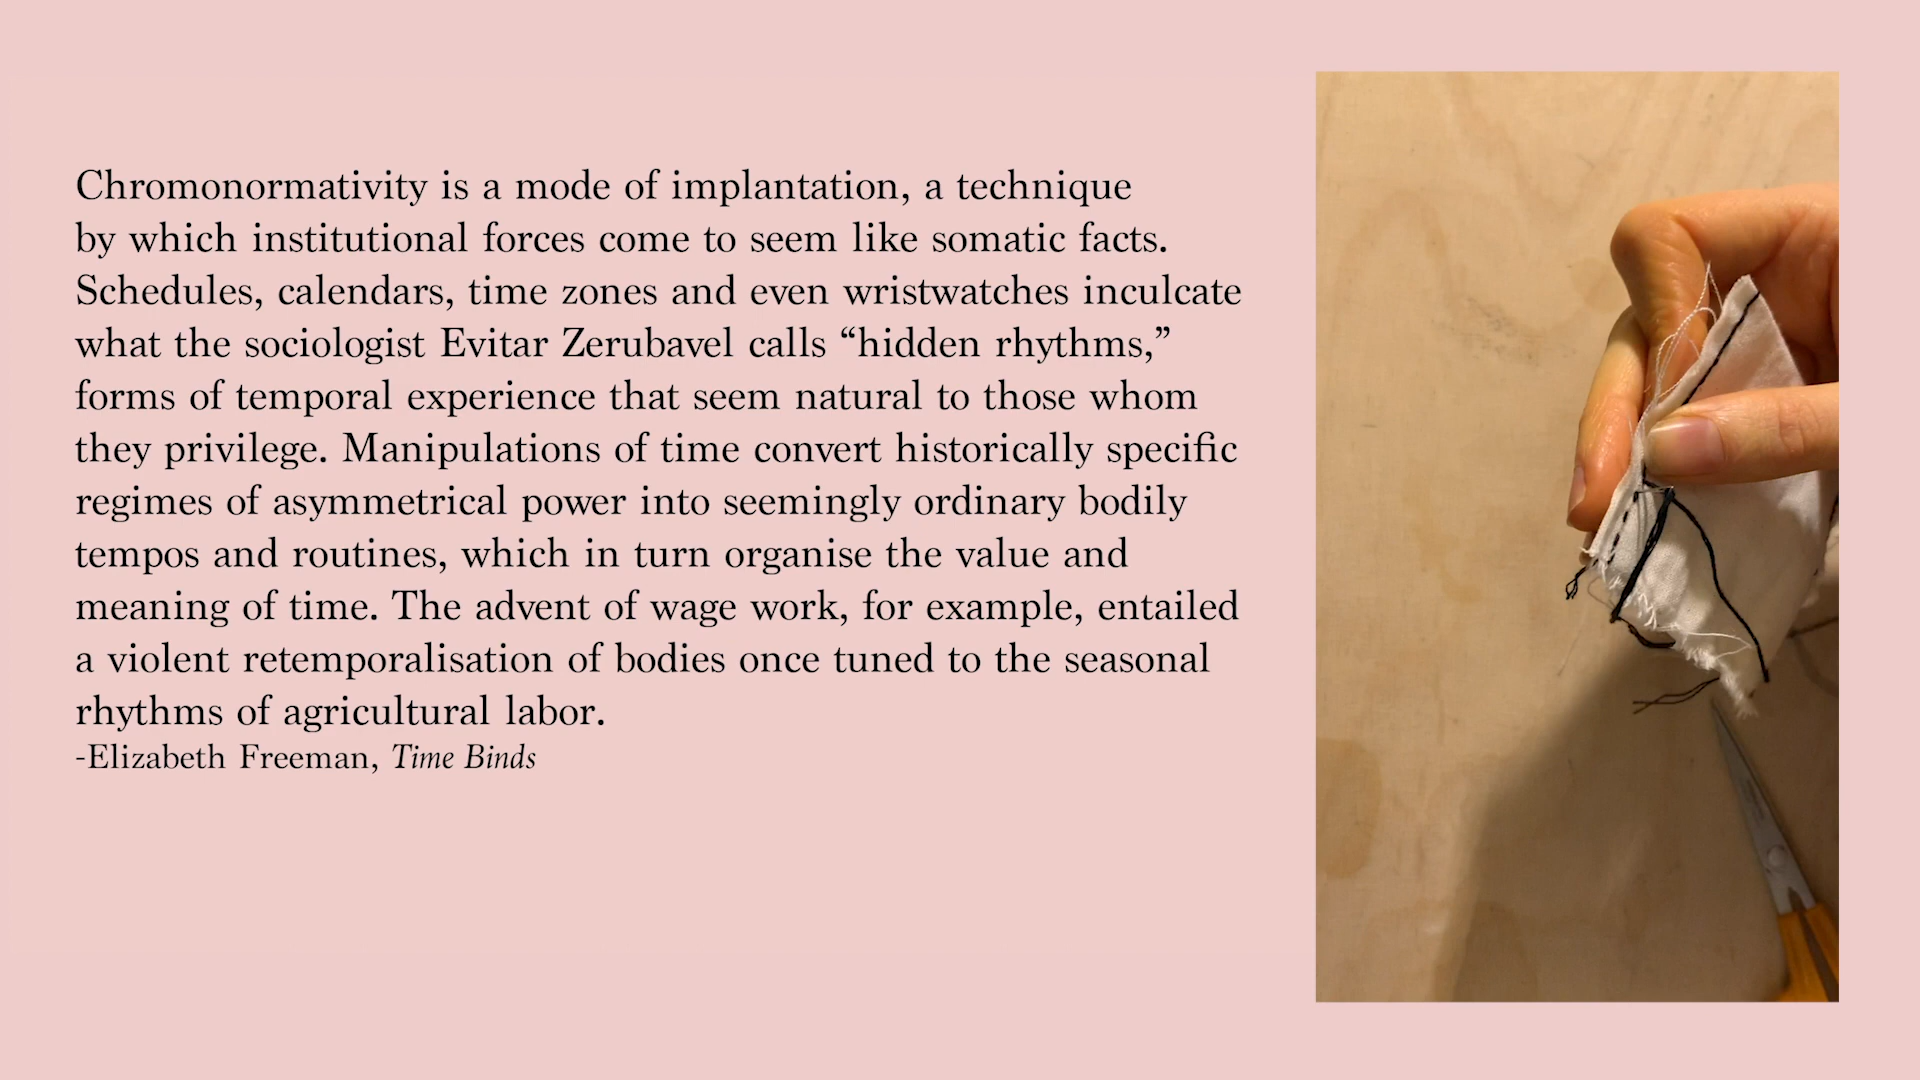 Chromonormativity is a mode of implantation, a technique
by which institutional forces come to seem like somatic facts.
Schedules, calendars, time zones and even wristwatches inculcate
what the sociologist Evitar Zerubavel calls “hidden rhythms,”
forms of temporal experience that seem natural to those whom
they privilege. Manipulations of time convert historically specific
regimes of asymmetrical power into seemingly ordinary bodily
tempos and routines, which in turn organise the value and
meaning of time. The advent of wage work, for example, entailed
a violent retemporalisation of bodies once tuned to the seasonal
rhythms of agricultural labor.
-Elizabeth Freeman, Time Binds